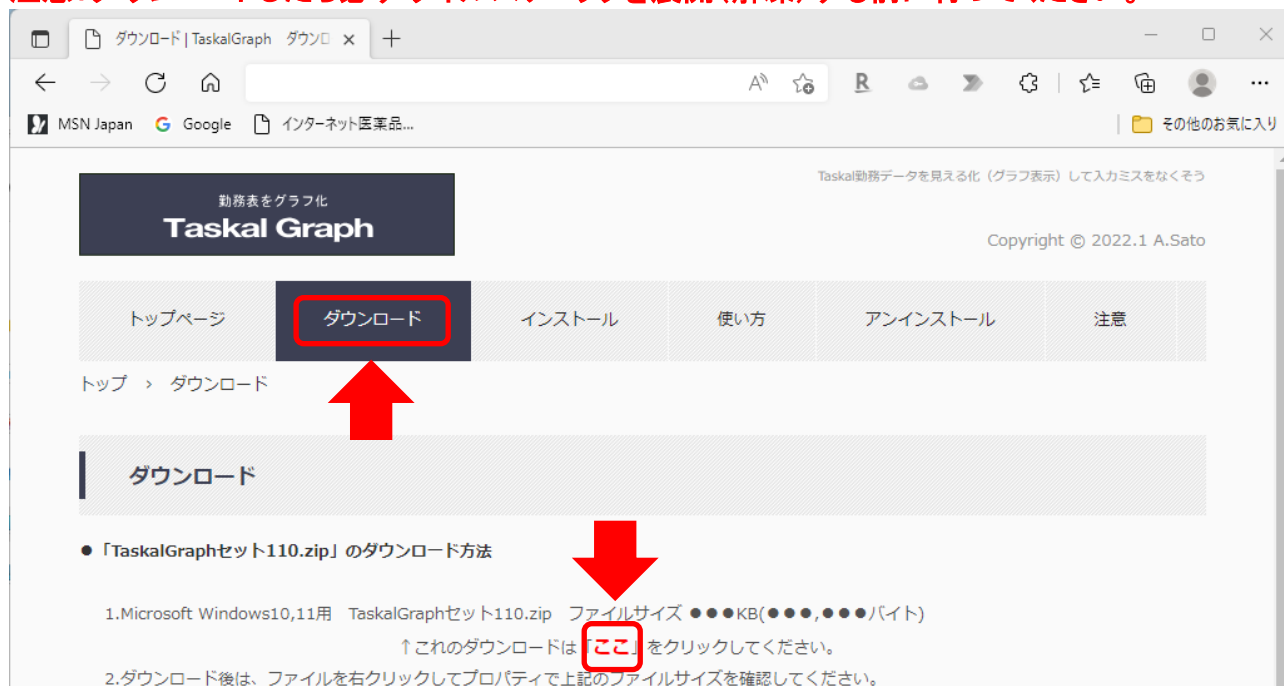 ダウンロード | TaskalGraph ダウンロ
MSN Japan Google インターネット医薬品... その他のお気に入り
Taskal勤務データを見える化（グラフ表示）して入力ミスをなくそう
勤務表をグラフ化
Taskal Graph
Copyright © 2022.1 A.Sato
トップページ ダウンロード インストール 使い方 アンインストール 注意
トップ > ダウンロード
ダウンロード
●「TaskalGraphセット110.zip」のダウンロード方法
1.Microsoft Windows10,11用 TaskalGraphセット110.zip ファイルサイズ ●●●KB(●●●,●●●バイト)
↑これのダウンロードは「ここ」をクリックしてください。
2.ダウンロード後は、ファイルを右クリックしてプロパティで上記のファイルサイズを確認してください。